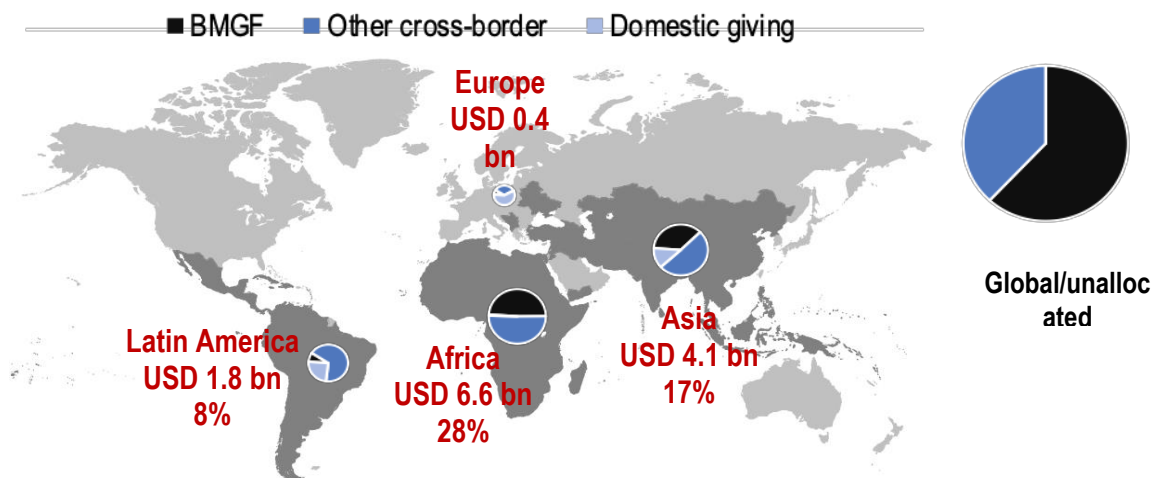 BMGF Other cross-border Domestic giving
Europe
USD 0.4
bn
Latin America
USD 1.8 bn
8%
Africa
USD 6.6 bn
28%
Asia
USD 4.1 bn
17%
Global/unalloc
ated